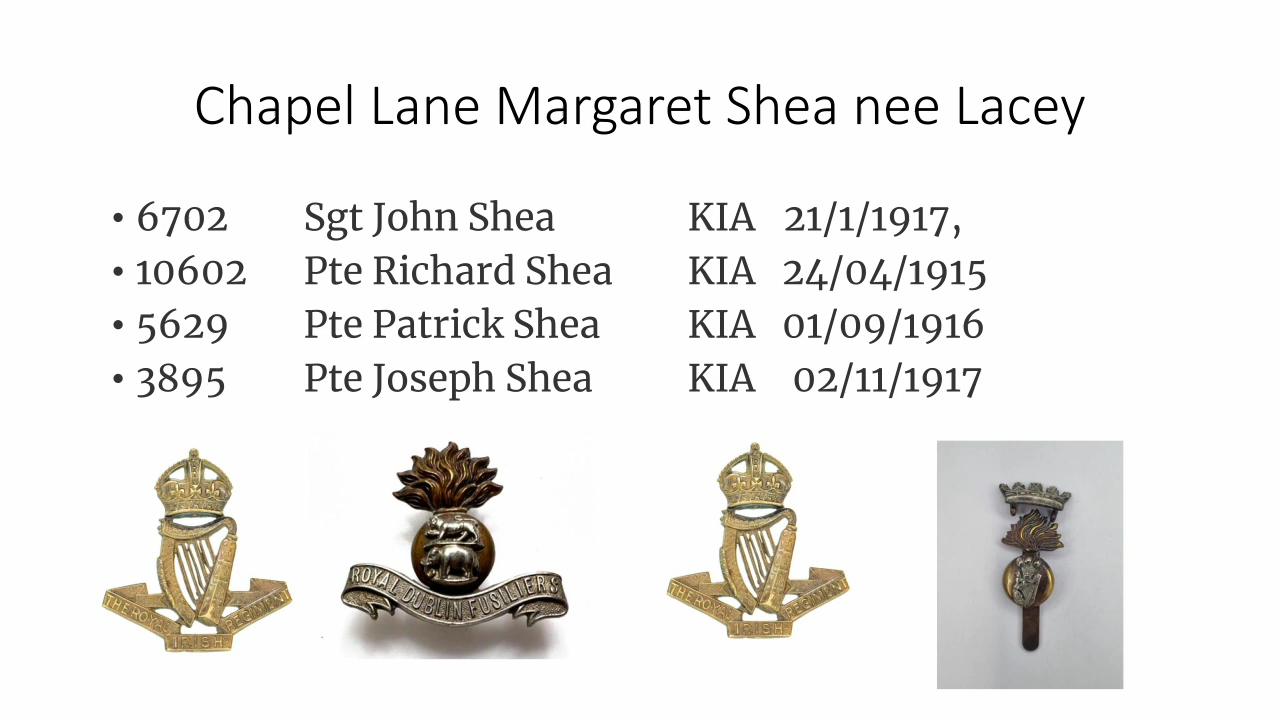 Chapel Lane Margaret Shea nee Lacey
• 6702 Sgt John Shea KIA 21/1/1917,
• 10602 Pte Richard Shea KIA 24/04/1915
• 5629 Pte Patrick Shea KIA 01/09/1916
• 3895 Pte Joseph Shea KIA 02/11/1917
THE ROYAL IRISH REGIMENT
ROYAL DUBLIN FUSILIERS
THE ROYAL IRISH REGIMENT